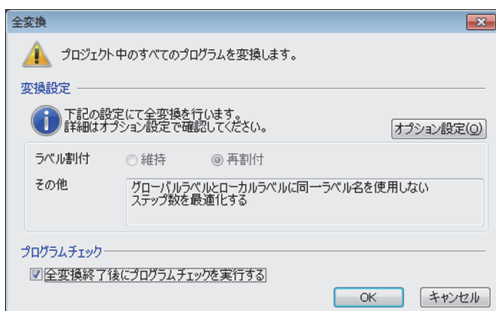 全変換
プロジェクト中のすべてのプログラムを変換します。
変換設定
下記の設定にて全変換を行います。
詳細はオプション設定で確認してください。
オプション設定(O)
ラベル割付
維持
再割付
その他
グローバルラベルとローカルラベルに同一ラベル名を使用しない
ステップ数を最適化する
プログラムチェック
全変換終了後にプログラムチェックを実行する
OK
キャンセル